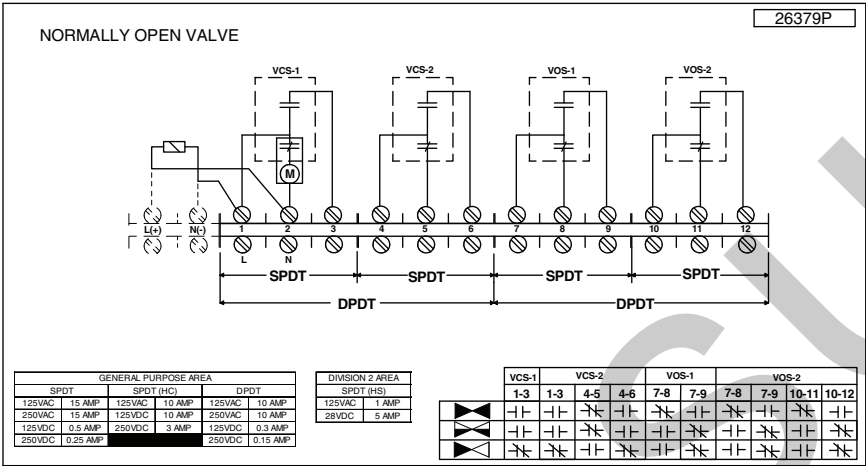 26379P
NORMALLY OPEN VALVE
VCS-1 VCS-2 VOS-1 VOS-2
M
L(+) N(-) 1 2 3 4 5 6 7 8 9 10 11 12
L N
SPDT SPDT SPDT SPDT
DPDT DPDT
GENERAL PURPOSE AREA
SPDT SPDT (HC) DPDT
125VAC 15 AMP 125VAC 10 AMP 125VAC 10 AMP
250VAC 15 AMP 125VDC 10 AMP 250VAC 10 AMP
125VDC 0.5 AMP 250VDC 3 AMP 125VDC 0.3 AMP
250VDC 0.25 AMP 250VDC 0.15 AMP
DIVISION 2 AREA
SPDT (HS)
125VAC 1 AMP
28VDC 5 AMP
VCS-1 VCS-2 VOS-1 VOS-2
1-3 1-3 4-5 4-6 7-8 7-9 7-8 7-9 10-11 10-12
SU